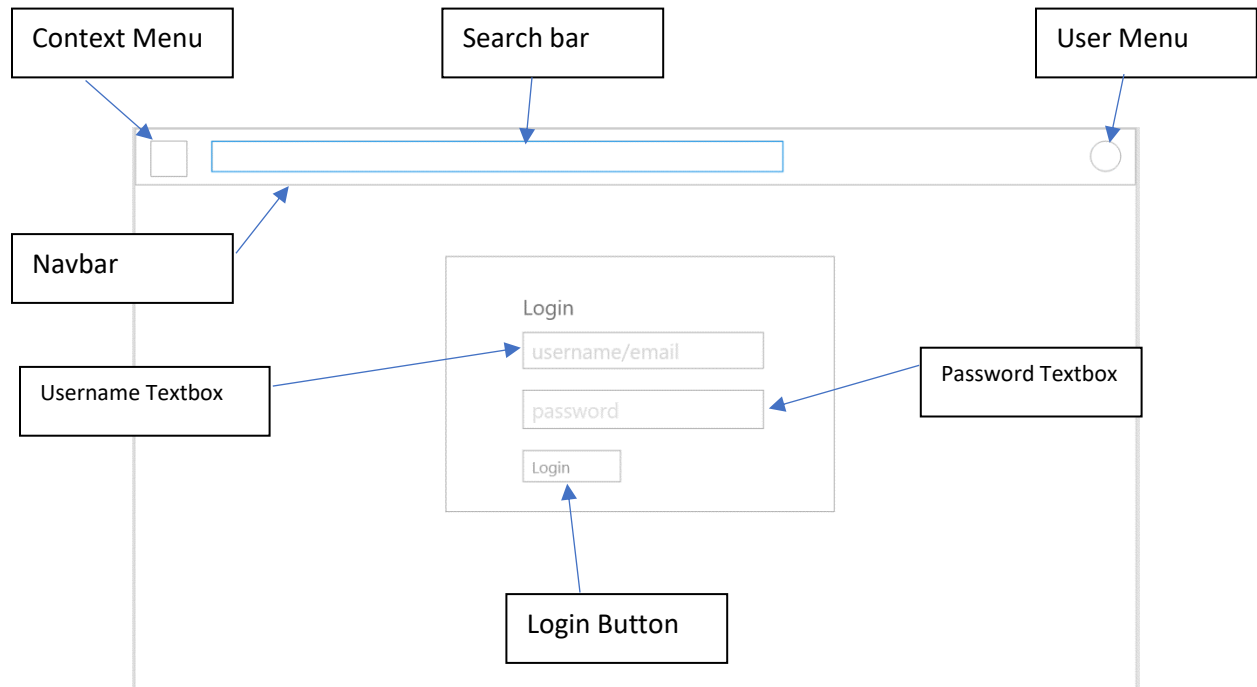 Context Menu
Search bar
User Menu
Navbar
Login
username/email
Username Textbox
Password Textbox
password
Login
Login Button